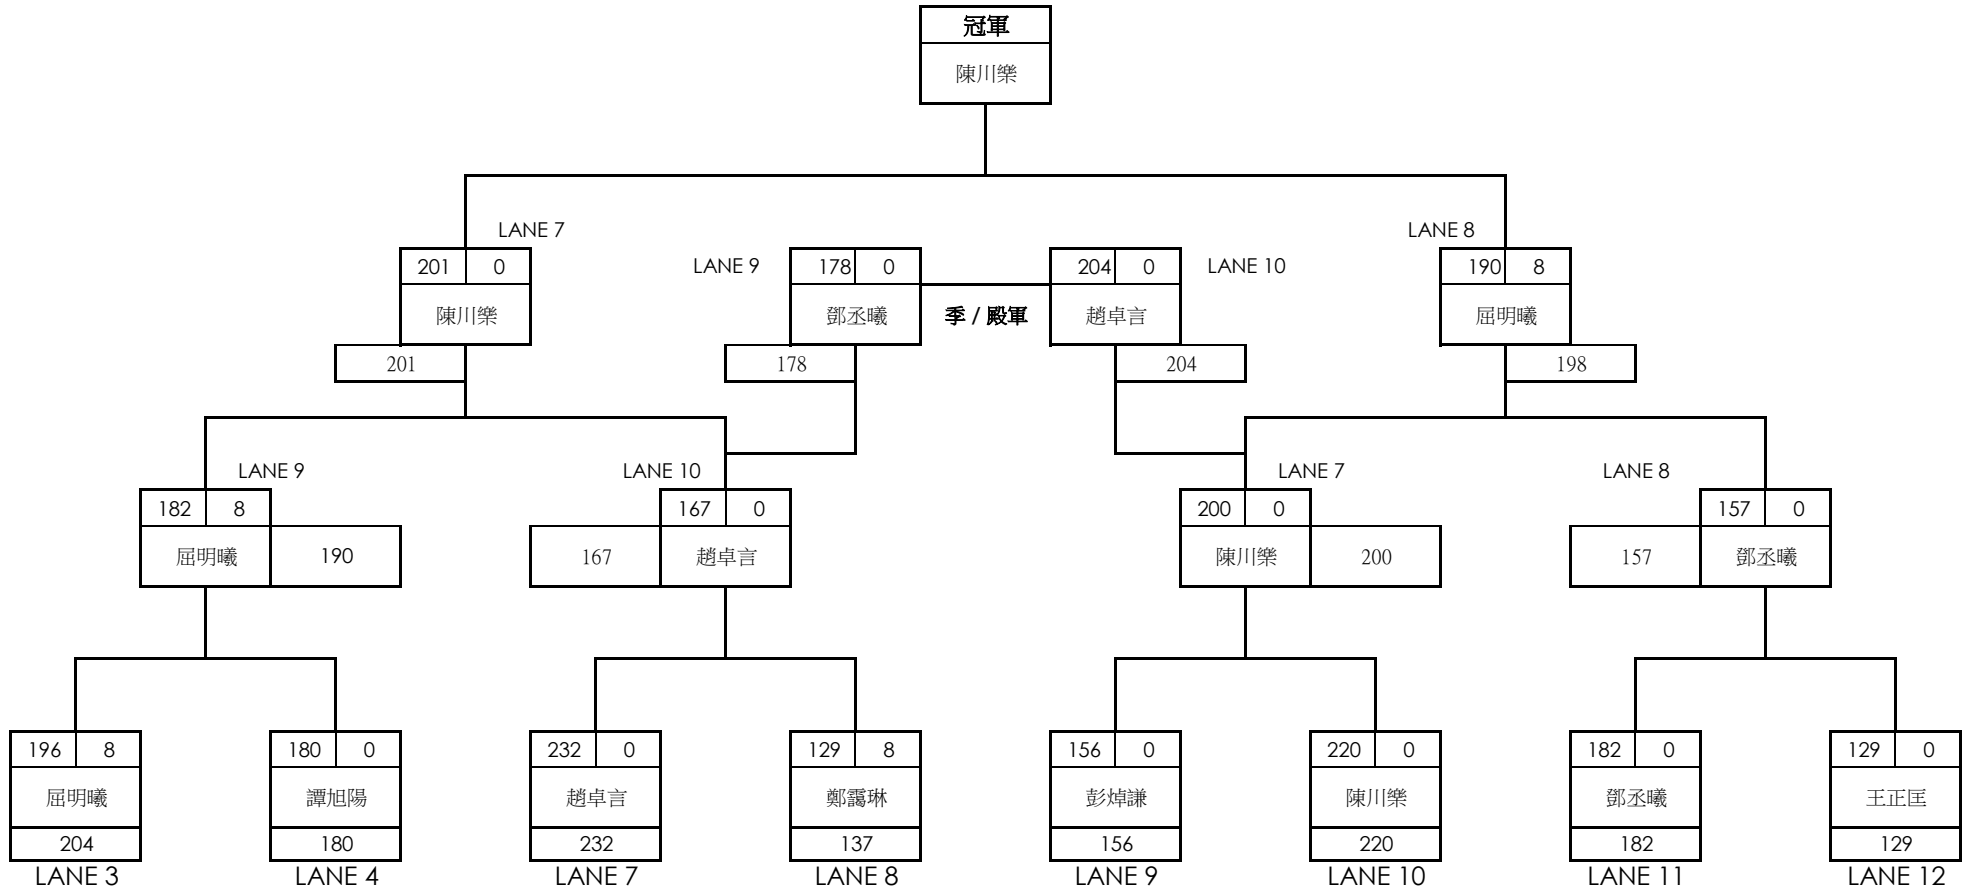 冠軍
陳川樂
LANE 7
LANE 8
201 0
LANE 9
178 0
204 0
LANE 10
190 8
陳川樂
鄧丞曦
季 / 殿軍
趙卓言
屈明曦
201
178
204
198
LANE 9
LANE 10
LANE 7
LANE 8
182 8
167 0
200 0
157 0
屈明曦
190
167
趙卓言
陳川樂
200
157
鄧丞曦
196 8
180 0
232 0
129 8
156 0
220 0
182 0
129 0
屈明曦
譚旭陽
趙卓言
鄭靄琳
彭焯謙
陳川樂
鄧丞曦
王正匡
204
180
232
137
156
220
182
129
LANE 3
LANE 4
LANE 7
LANE 8
LANE 9
LANE 10
LANE 11
LANE 12